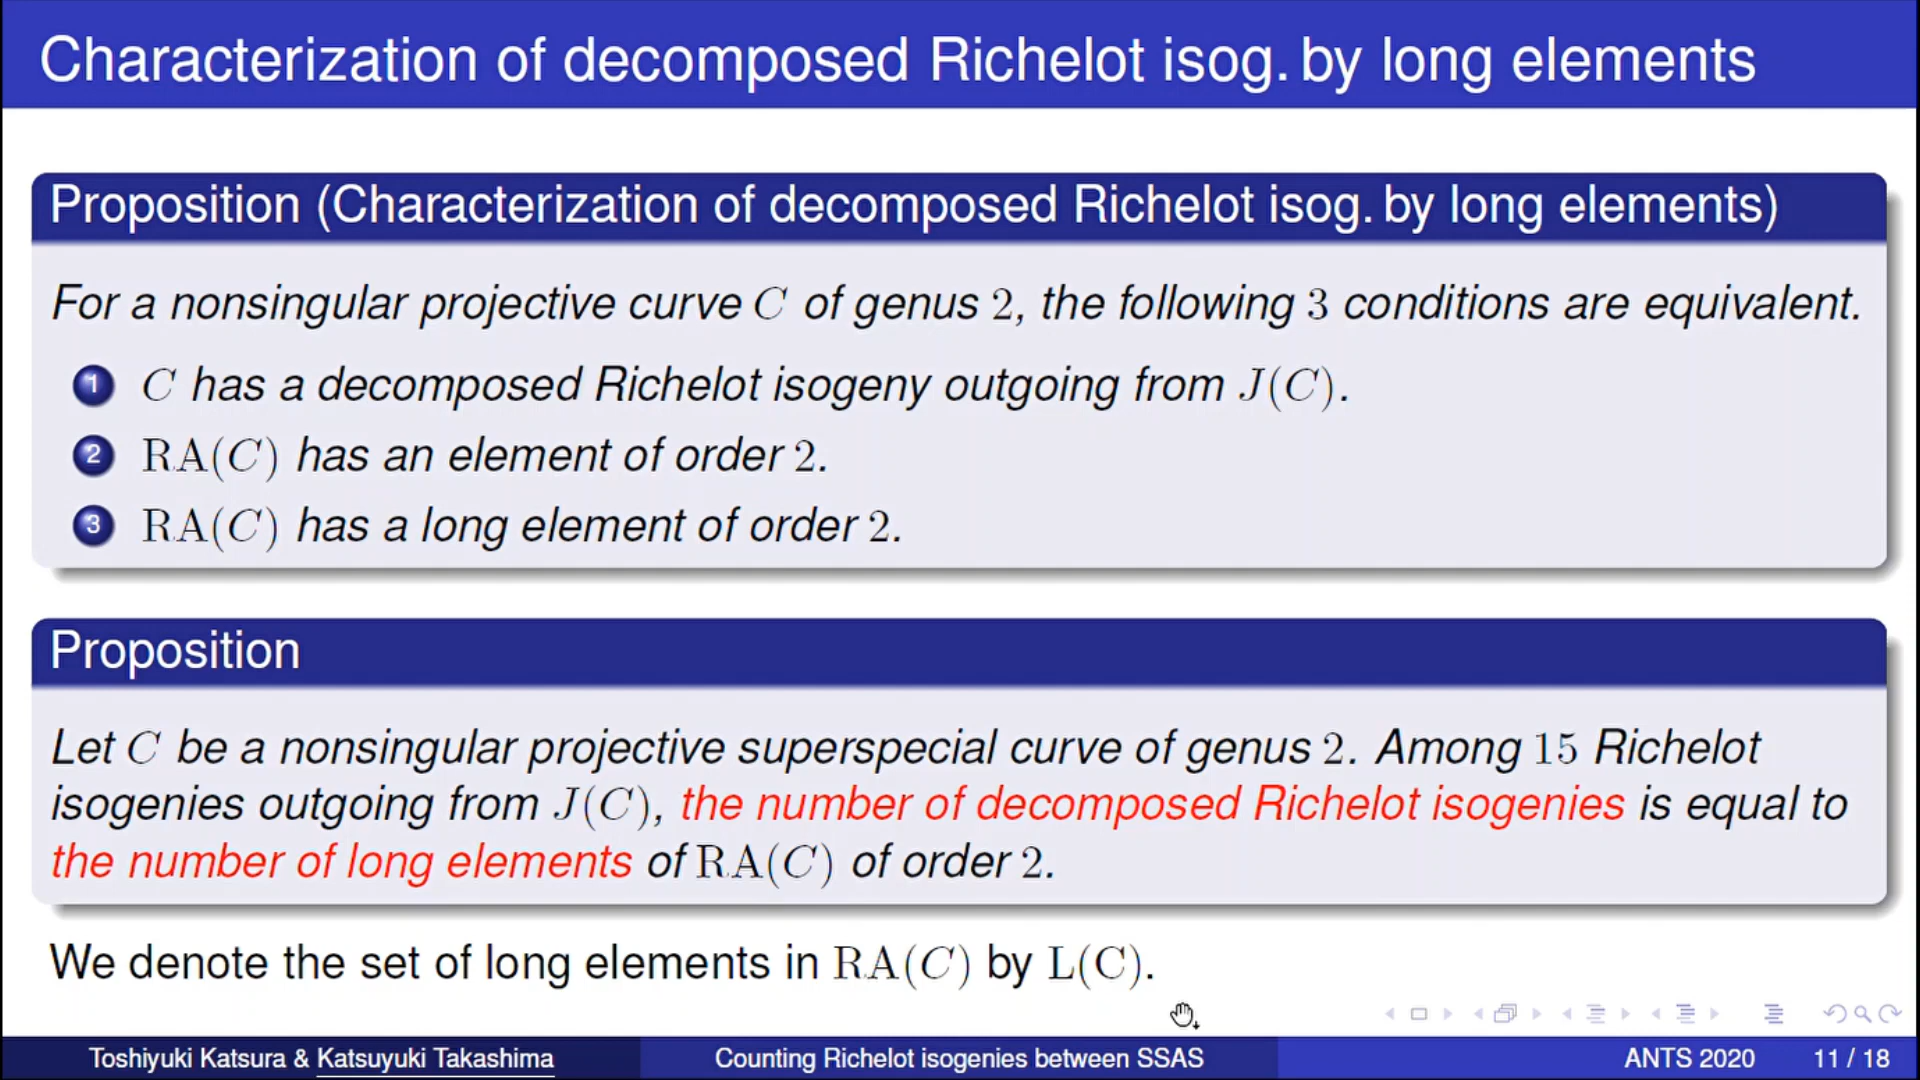 Characterization of decomposed Richelot isog. by long elements
Proposition (Characterization of decomposed Richelot isog. by long elements)
For a nonsingular projective curve C of genus 2, the following 3 conditions are equivalent.
1 C has a decomposed Richelot isogeny outgoing from J(C).
2 RA(C) has an element of order 2.
3 RA(C) has a long element of order 2.
Proposition
Let C be a nonsingular projective superspecial curve of genus 2. Among 15 Richelot
isogenies outgoing from J(C), the number of decomposed Richelot isogenies is equal to
the number of long elements of RA(C) of order 2.
We denote the set of long elements in RA(C) by L(C).
Toshiyuki Katsura & Katsuyuki Takashima Counting Richelot isogenies between SSAS ANTS 2020 11 / 18